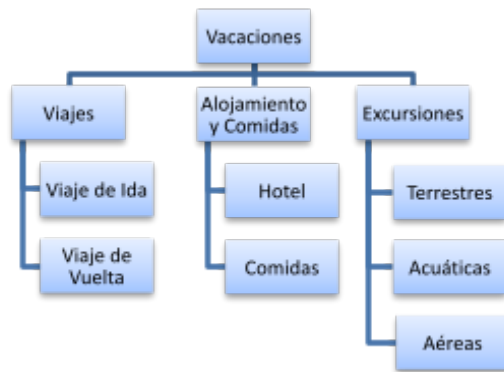 Vacaciones
Viajes
Alojamiento
y Comidas
Excursiones
Viaje de Ida
Hotel
Terrestres
Viaje de
Vuelta
Comidas
Acuáticas
Aéreas